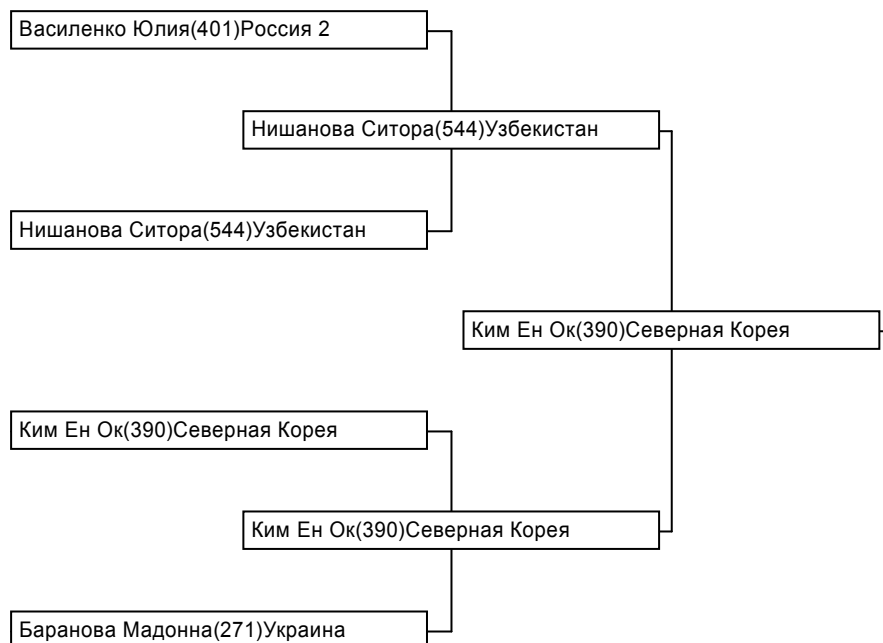 Василенко Юлия(401)Россия 2
Нишанова Ситора(544)Узбекистан
Нишанова Ситора(544)Узбекистан
Ким Ен Ок(390)Северная Корея
Ким Ен Ок(390)Северная Корея
Ким Ен Ок(390)Северная Корея
Баранова Мадонна(271)Украина